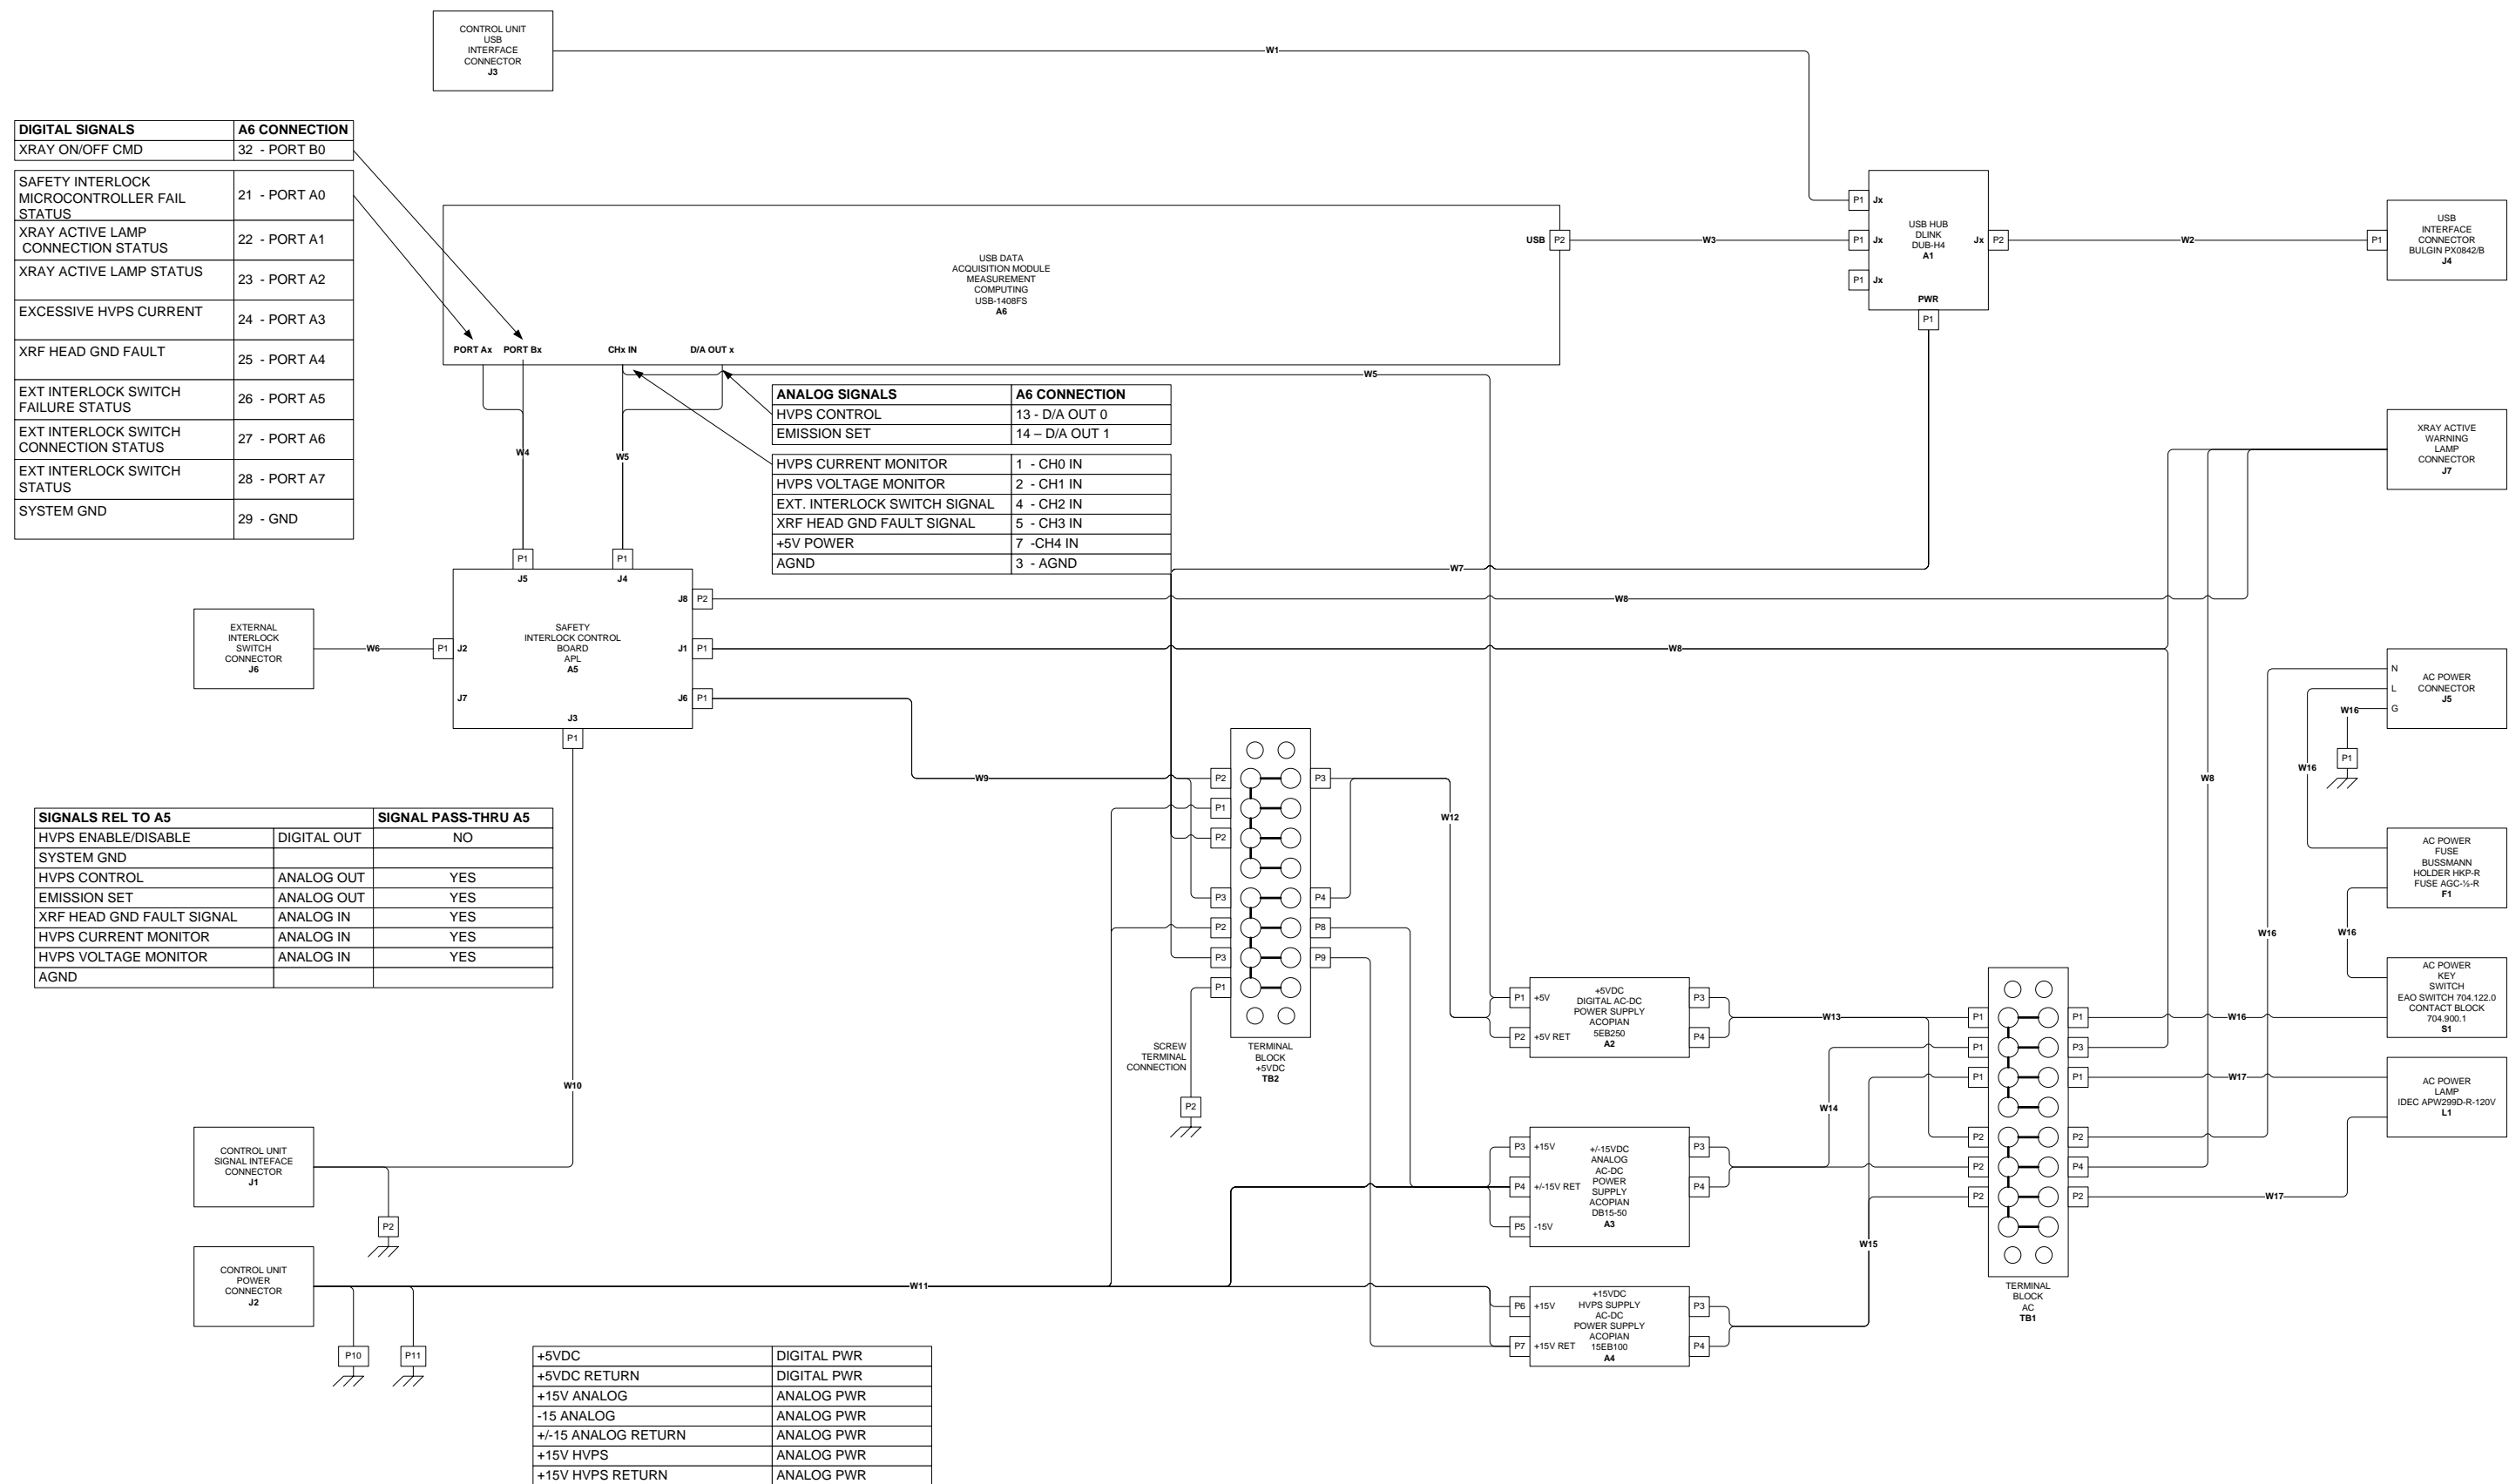 CONTROL UNIT
USB
INTERFACE
CONNECTOR
J3
W1
DIGITAL SIGNALS A6 CONNECTION
XRAY ON/OFF CMD 32 - PORT B0
SAFETY INTERLOCK
MICROCONTROLLER FAIL
STATUS
21 - PORT A0
XRAY ACTIVE LAMP
CONNECTION STATUS
22 - PORT A1
XRAY ACTIVE LAMP STATUS
23 - PORT A2
EXCESSIVE HVPS CURRENT
24 - PORT A3
XRF HEAD GND FAULT
25 - PORT A4
EXT INTERLOCK SWITCH
FAILURE STATUS
26 - PORT A5
EXT INTERLOCK SWITCH
CONNECTION STATUS
27 - PORT A6
EXT INTERLOCK SWITCH
STATUS
28 - PORT A7
SYSTEM GND
29 - GND
USB DATA
ACQUISITION MODULE
MEASUREMENT
COMPUTING
USB-1408FS
A6
USB P2
PORT Ax PORT Bx CHx IN D/A OUT x
W3
P1 Jx
P1 Jx
P1 Jx
USB HUB
DLINK
DUB-H4
A1
Jx P2
PWR
P1
W2
P1
USB
INTERFACE
CONNECTOR
BULGIN PX0842/B
J4
W5
ANALOG SIGNALS A6 CONNECTION
HVPS CONTROL 13 - D/A OUT 0
EMISSION SET 14 – D/A OUT 1
HVPS CURRENT MONITOR 1 - CH0 IN
HVPS VOLTAGE MONITOR 2 - CH1 IN
EXT. INTERLOCK SWITCH SIGNAL 4 - CH2 IN
XRF HEAD GND FAULT SIGNAL 5 - CH3 IN
+5V POWER 7 -CH4 IN
AGND 3 - AGND
W4
W5
XRAY ACTIVE
WARNING
LAMP
CONNECTOR
J7
P1 P1
J5 J4
W7
J8 P2
W8
EXTERNAL
INTERLOCK
SWITCH
CONNECTOR
J6
W6
P1 J2
SAFETY
INTERLOCK CONTROL
BOARD
APL
A5
J1 P1
W8
J7
J6 P1
J3
P1
N
L
G
AC POWER
CONNECTOR
J5
W16
P1
W16
W8
W9
P2 P3
P1
P2
P3 P4
P2 P8
P3 P9
P1
TERMINAL
BLOCK
+5VDC
TB2
W12
SCREW
TERMINAL
CONNECTION
P2
SIGNALS REL TO A5 SIGNAL PASS-THRU A5
HVPS ENABLE/DISABLE DIGITAL OUT NO
SYSTEM GND
HVPS CONTROL ANALOG OUT YES
EMISSION SET ANALOG OUT YES
XRF HEAD GND FAULT SIGNAL ANALOG IN YES
HVPS CURRENT MONITOR ANALOG IN YES
HVPS VOLTAGE MONITOR ANALOG IN YES
AGND
AC POWER
FUSE
BUSSMANN
HOLDER HKP-R
FUSE AGC-½-R
F1
W16
W16
AC POWER
KEY
SWITCH
EAO SWITCH 704.122.0
CONTACT BLOCK
704.900.1
S1
P1 +5V
P2 +5V RET
+5VDC
DIGITAL AC-DC
POWER SUPPLY
ACOPIAN
5EB250
A2
P3
P4
W13
P1 P1
P1 P3
P1 P1
P2 P2
P2 P4
P2 P2
W16
W17
W17
AC POWER
LAMP
IDEC APW299D-R-120V
L1
TERMINAL
BLOCK
AC
TB1
W10
W14
CONTROL UNIT
SIGNAL INTEFACE
CONNECTOR
J1
P2
P3 +15V
P4 +/-15V RET
P5 -15V
+/-15VDC
ANALOG
AC-DC
POWER
SUPPLY
ACOPIAN
DB15-50
A3
P3
P4
W15
CONTROL UNIT
POWER
CONNECTOR
J2
W11
P10 P11
P6 +15V
P7 +15V RET
+15VDC
HVPS SUPPLY
AC-DC
POWER SUPPLY
ACOPIAN
15EB100
A4
P3
P4
+5VDC DIGITAL PWR
+5VDC RETURN DIGITAL PWR
+15V ANALOG ANALOG PWR
-15 ANALOG ANALOG PWR
+/-15 ANALOG RETURN ANALOG PWR
+15V HVPS ANALOG PWR
+15V HVPS RETURN ANALOG PWR